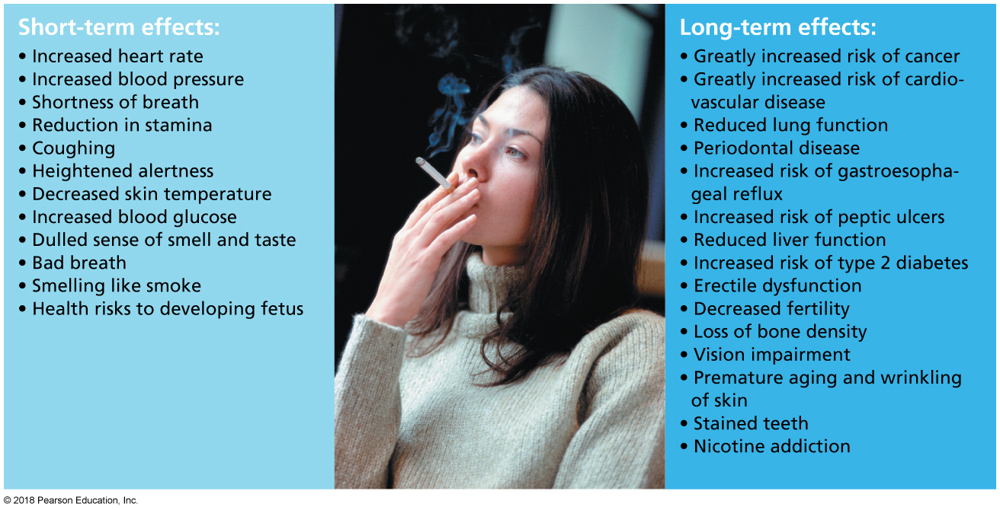 Short-term effects:
• Increased heart rate
• Increased blood pressure
• Shortness of breath
• Reduction in stamina
• Coughing
• Heightened alertness
• Decreased skin temperature
• Increased blood glucose
• Dulled sense of smell and taste
• Bad breath
• Smelling like smoke
• Health risks to developing fetus
Long-term effects:
• Greatly increased risk of cancer
• Greatly increased risk of cardio-
vascular disease
• Reduced lung function
• Periodontal disease
• Increased risk of gastroesopha-
geal reflux
• Increased risk of peptic ulcers
• Reduced liver function
• Increased risk of type 2 diabetes
• Erectile dysfunction
• Decreased fertility
• Loss of bone density
• Vision impairment
• Premature aging and wrinkling
of skin
• Stained teeth
• Nicotine addiction
© 2018 Pearson Education, Inc.